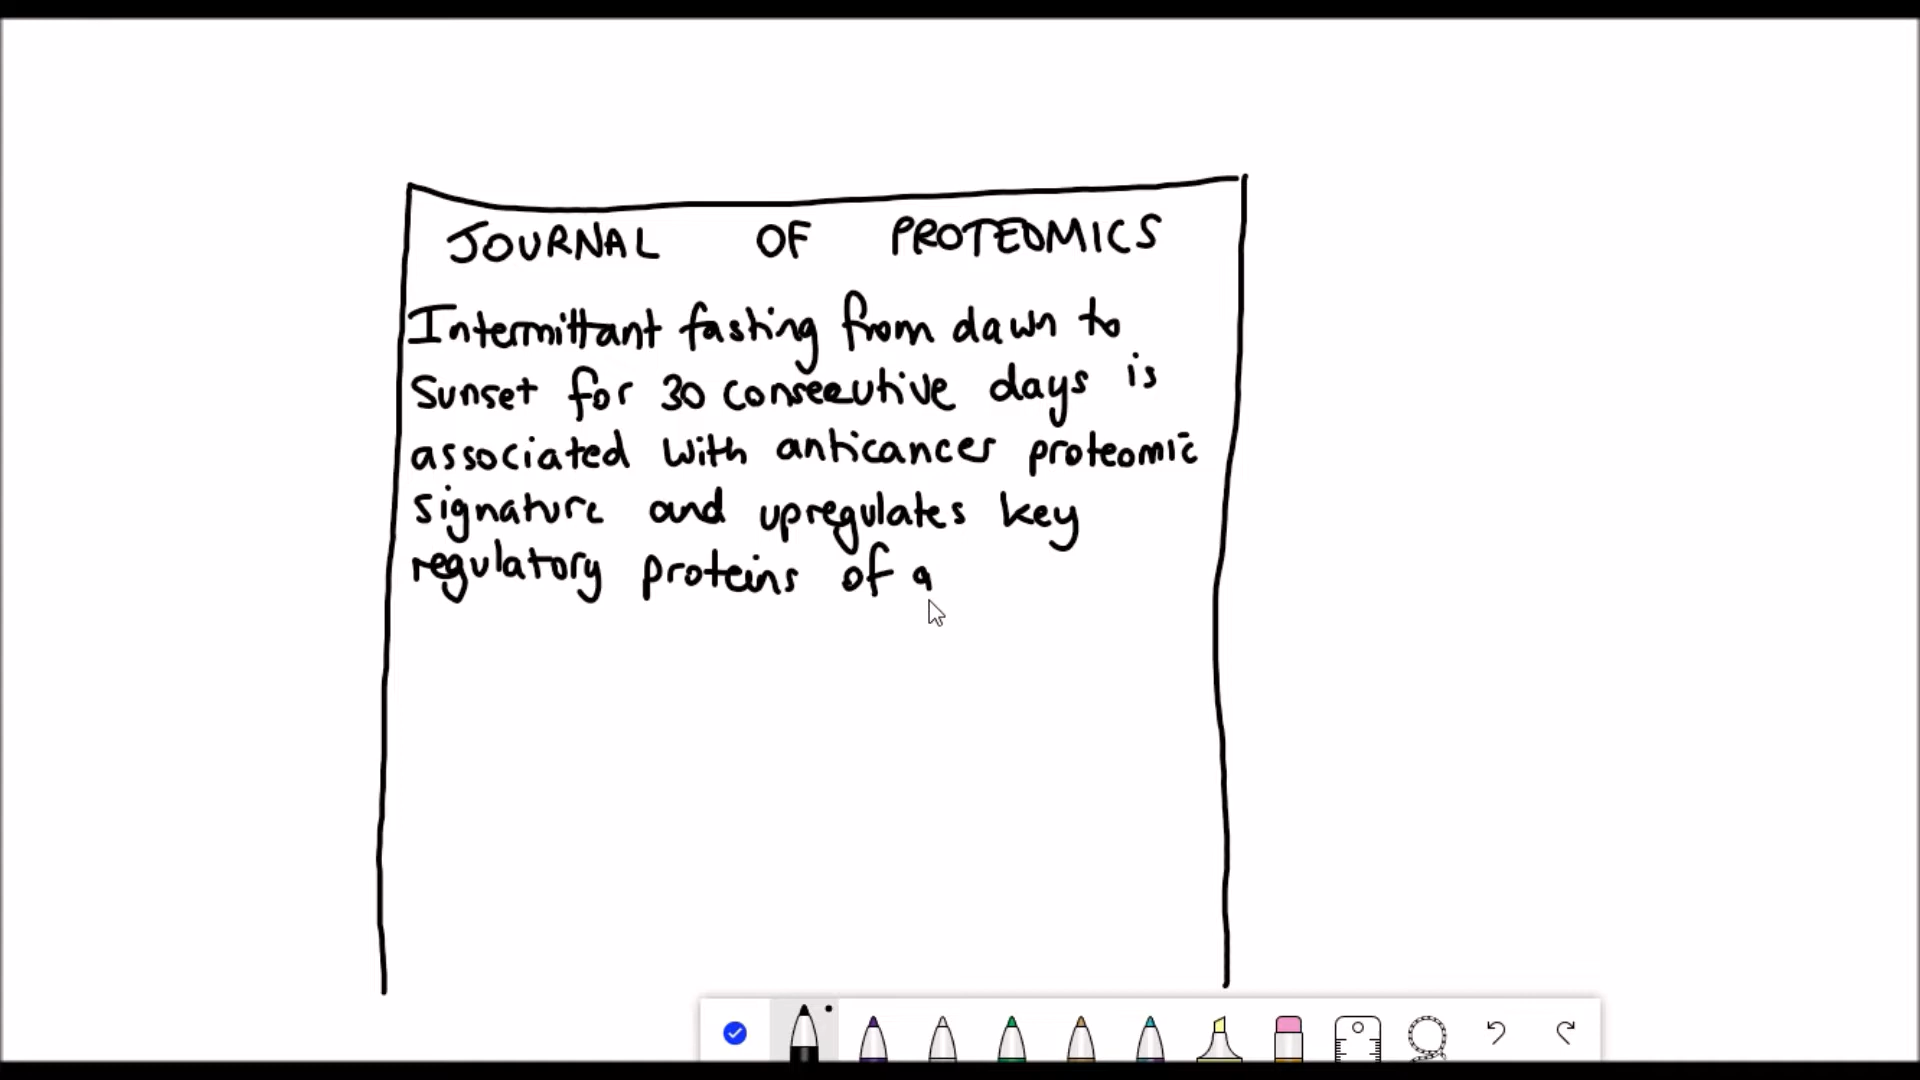 JOURNAL OF PROTEOMICS
Intermittant fasting from dawn to
Sunset for 30 consecutive days is
associated with anticancer proteomic
signature and upregulates key
regulatory proteins of a